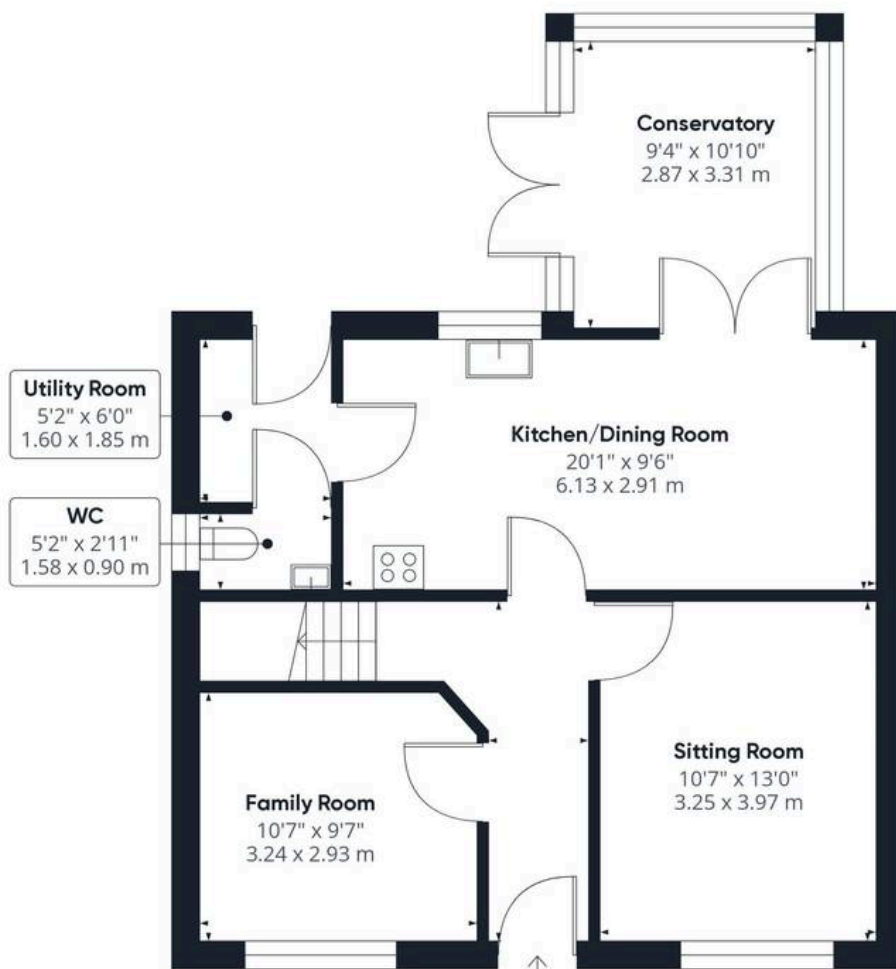 Conservatory
9'4" x 10'10"
2.87 x 3.31 m
Utility Room
5'2" x 6'0"
1.60 x 1.85 m
Kitchen/Dining Room
20'1" x 9'6"
6.13 x 2.91 m
WC
5'2" x 2'11"
1.58 x 0.90 m
Sitting Room
10'7" x 13'0"
3.25 x 3.97 m
Family Room
10'7" x 9'7"
3.24 x 2.93 m